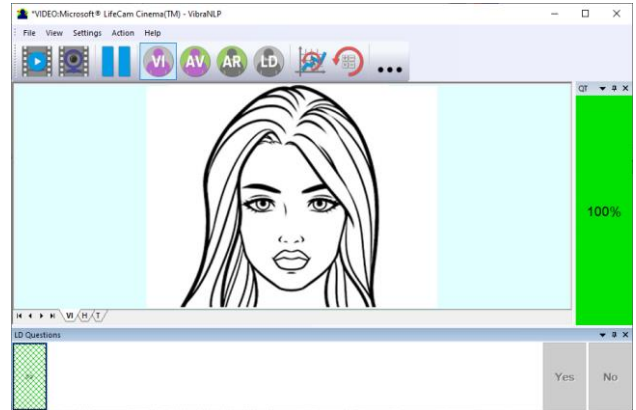 *VIDEO:Microsoft® LifeCam Cinema(TM) - VibraNLP
File View Settings Action Help
VI AV AR LD ...
QT
100%
VI H T
LD Questions
Yes No